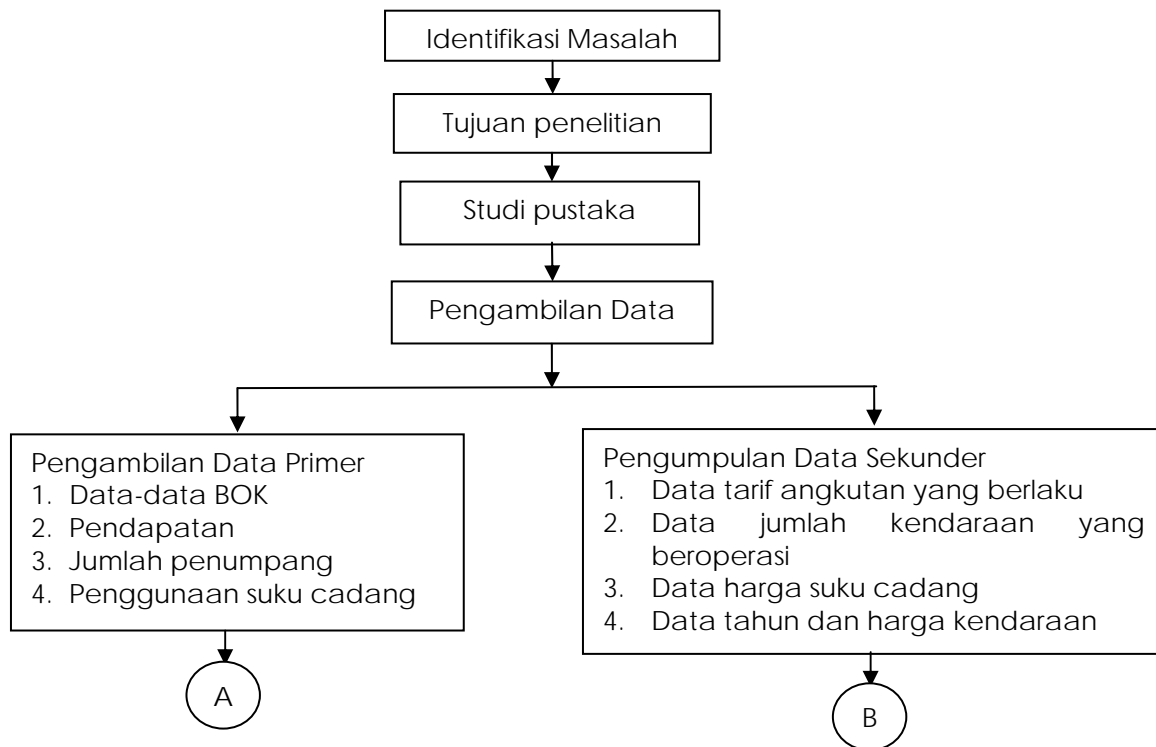 Identifikasi Masalah
Tujuan penelitian
Studi pustaka
Pengambilan Data
Pengambilan Data Primer
1. Data-data BOK
2. Pendapatan
3. Jumlah penumpang
4. Penggunaan suku cadang
A
Pengumpulan Data Sekunder
1. Data tarif angkutan yang berlaku
2. Data jumlah kendaraan yang
beroperasi
3. Data harga suku cadang
4. Data tahun dan harga kendaraan
B